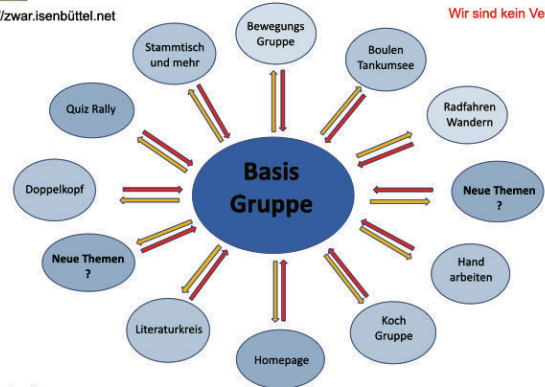 /zwar.isenbüttel.net
Wir sind kein Ve
Bewegungs
Gruppe
Stammtisch
und mehr
Boulen
Tankumsee
Quiz Rally
Radfahren
Wandern
Basis
Gruppe
Doppelkopf
Neue Themen
?
Neue Themen
?
Hand
arbeiten
Literaturkreis
Koch
Gruppe
Homepage